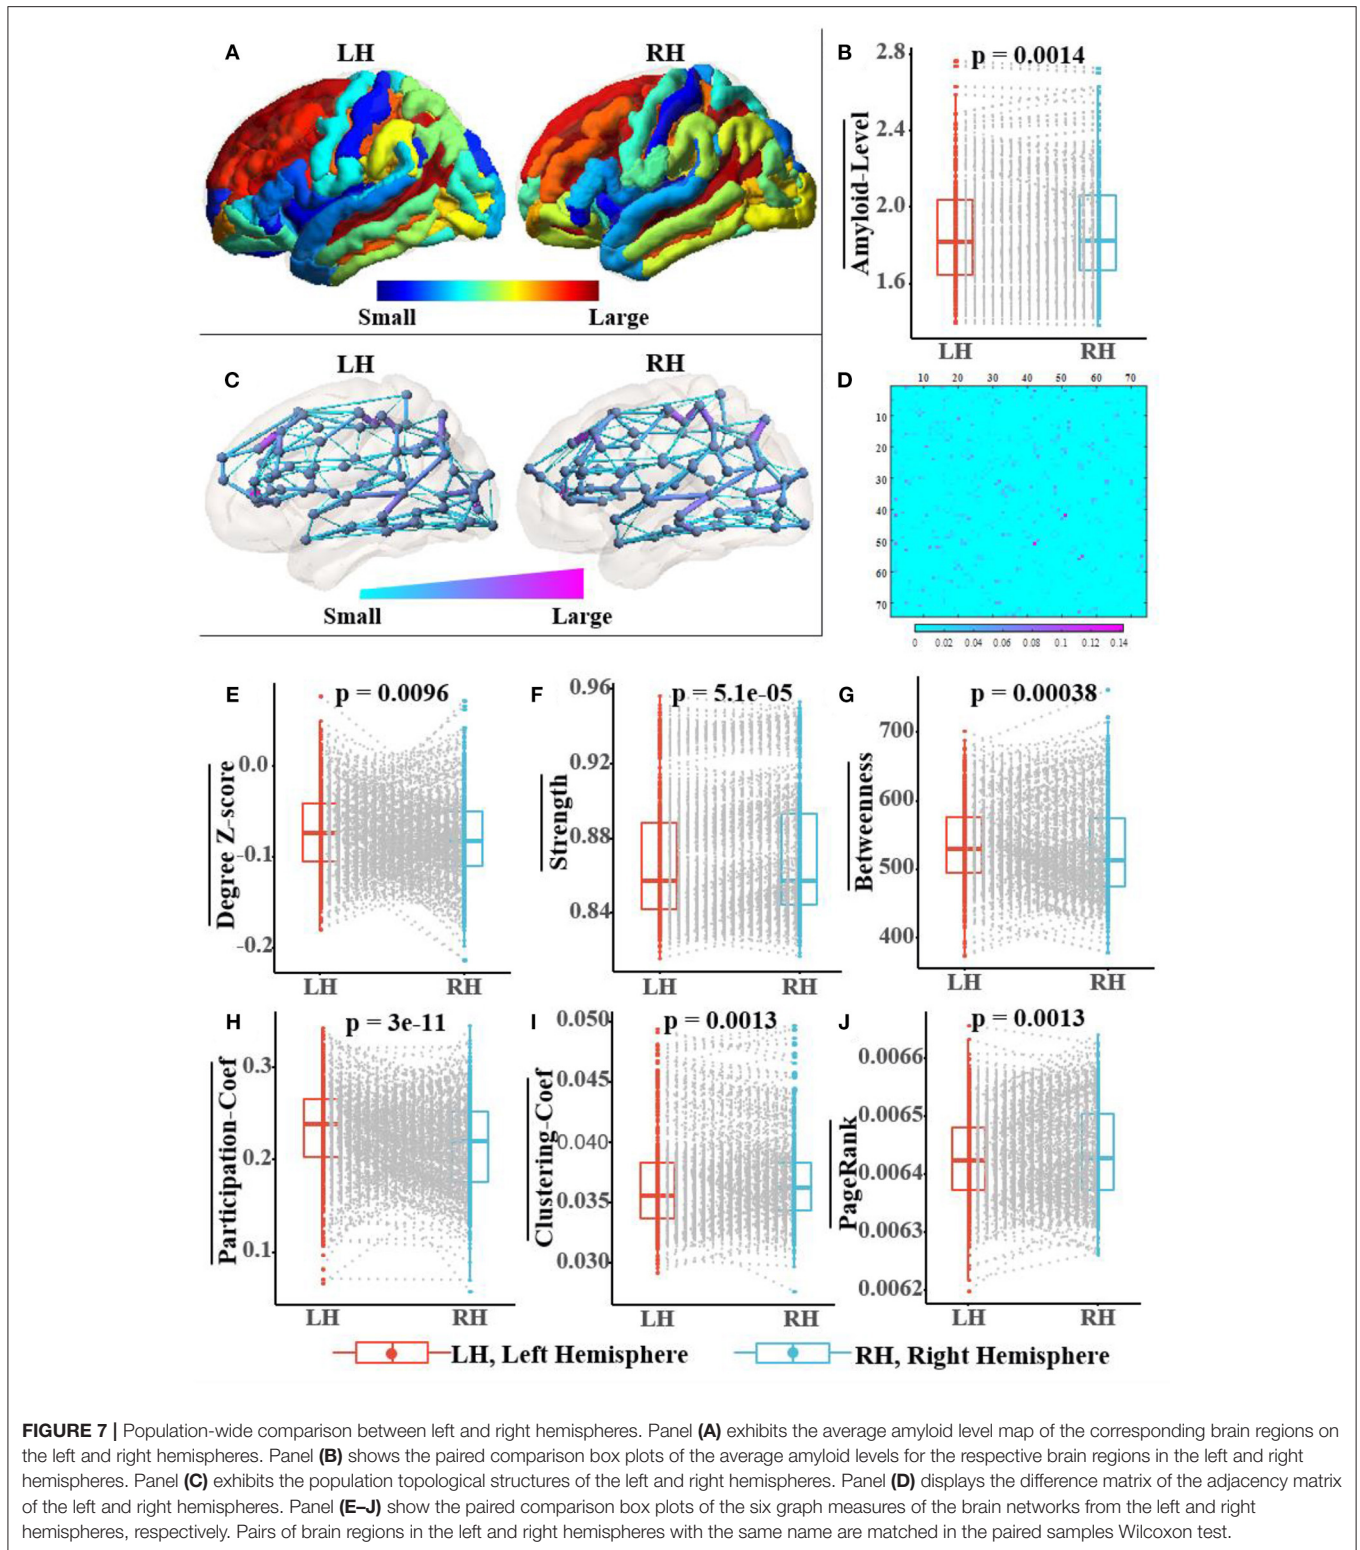 A
LH
RH
Small
Large
B
p = 0.0014
Amyloid-Level
2.8
2.4
2.0
1.6
LH
RH
C
LH
RH
Small
Large
D
10 20 30 40 50 60 70
10
20
30
40
50
60
70
0 0.02 0.04 0.06 0.08 0.1 0.12 0.14
E
p = 0.0096
Degree Z-score
0.0
-0.1
-0.2
LH
RH
F
p = 5.1e-05
Strength
0.96
0.92
0.88
0.84
LH
RH
G
p = 0.00038
Betweenness
700
600
500
400
LH
RH
H
p = 3e-11
Participation-Coef
0.3
0.2
0.1
LH
RH
I
p = 0.0013
Clustering-Coef
0.050
0.045
0.040
0.035
0.030
LH
RH
J
p = 0.0013
PageRank
0.0066
0.0065
0.0064
0.0063
0.0062
LH
RH
LH, Left Hemisphere
RH, Right Hemisphere
FIGURE 7 | Population-wide comparison between left and right hemispheres. Panel (A) exhibits the average amyloid level map of the corresponding brain regions on
the left and right hemispheres. Panel (B) shows the paired comparison box plots of the average amyloid levels for the respective brain regions in the left and right
hemispheres. Panel (C) exhibits the population topological structures of the left and right hemispheres. Panel (D) displays the difference matrix of the adjacency matrix
of the left and right hemispheres. Panel (E–J) show the paired comparison box plots of the six graph measures of the brain networks from the left and right
hemispheres, respectively. Pairs of brain regions in the left and right hemispheres with the same name are matched in the paired samples Wilcoxon test.